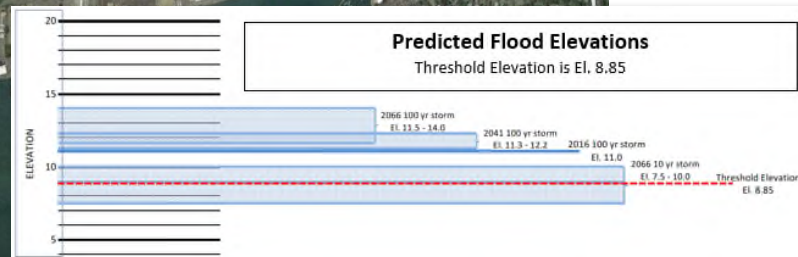 Predicted Flood Elevations
Threshold Elevation is El. 8.85
ELEVATION
20
15
10
5
2066 100 yr storm
El. 11.5 - 14.0
2041 100 yr storm
El. 11.3 - 12.2
2016 100 yr storm
El. 11.0
2066 10 yr storm
El. 7.5 - 10.0
Threshold Elevation
El. 8.85